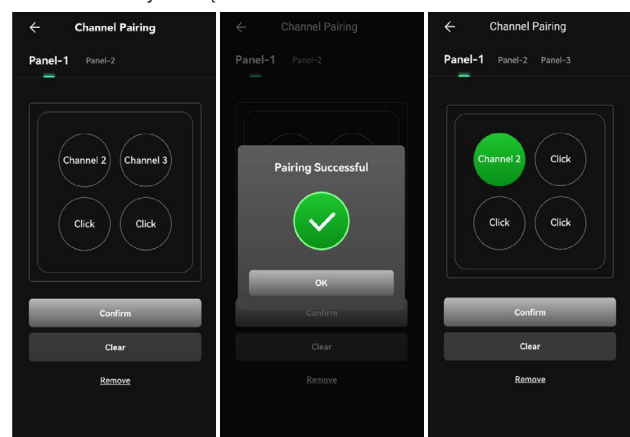 Channel Pairing
Panel-1 Panel-2
Channel 2 Channel 3
Click Click
Confirm
Clear
Remove
Channel Pairing
Panel-1 Panel-2
Pairing Successful
OK
Confirm
Clear
Remove
Channel Pairing
Panel-1 Panel-2 Panel-3
Channel 2 Click
Click Click
Confirm
Clear
Remove